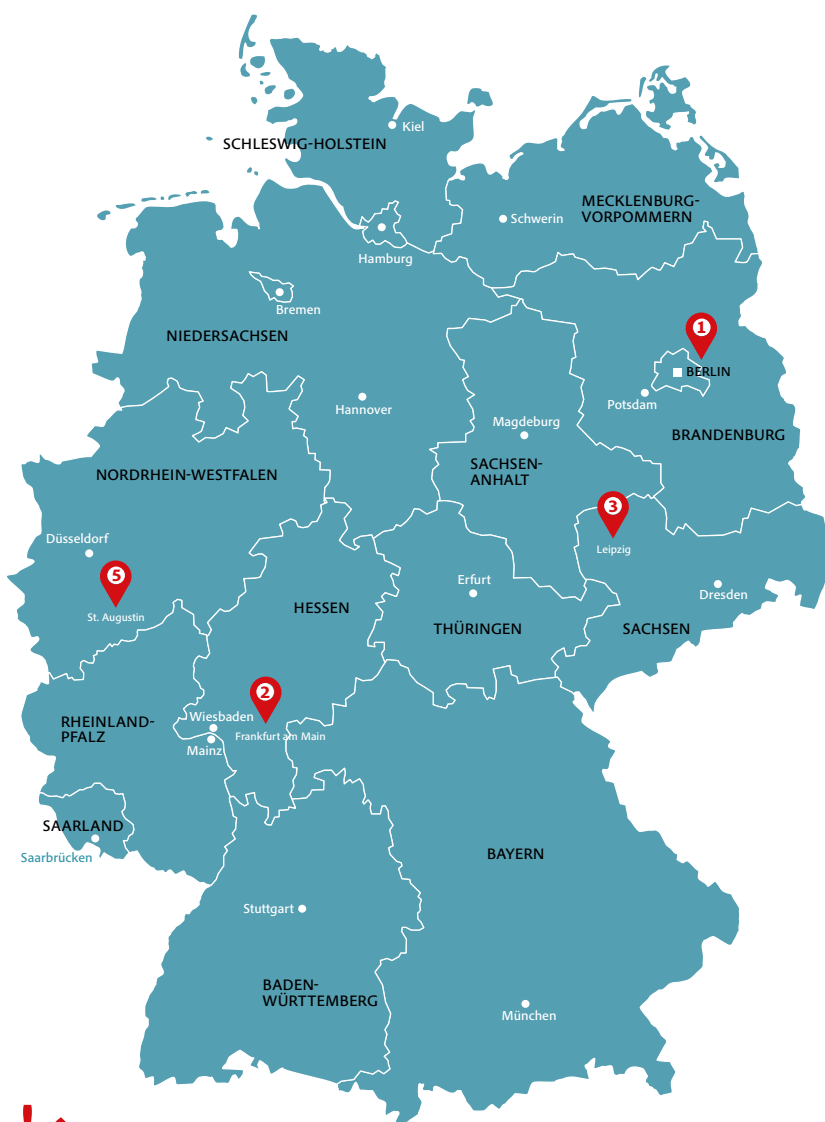 Kiel
SCHLESWIG-HOLSTEIN
MECKLENBURG-
VORPOMMERN
Schwerin
Hamburg
Bremen
NIEDERSACHSEN
1
BERLIN
Hannover
Potsdam
Magdeburg
BRANDENBURG
SACHSEN-
ANHALT
NORDRHEIN-WESTFALEN
3
Leipzig
Düsseldorf
5
St. Augustin
Erfurt
Dresden
HESSEN
THÜRINGEN
SACHSEN
2
Wiesbaden
Frankfurt am Main
Mainz
RHEINLAND-
PFALZ
SAARLAND
Saarbrücken
BAYERN
Stuttgart
BADEN-
WÜRTTEMBERG
München